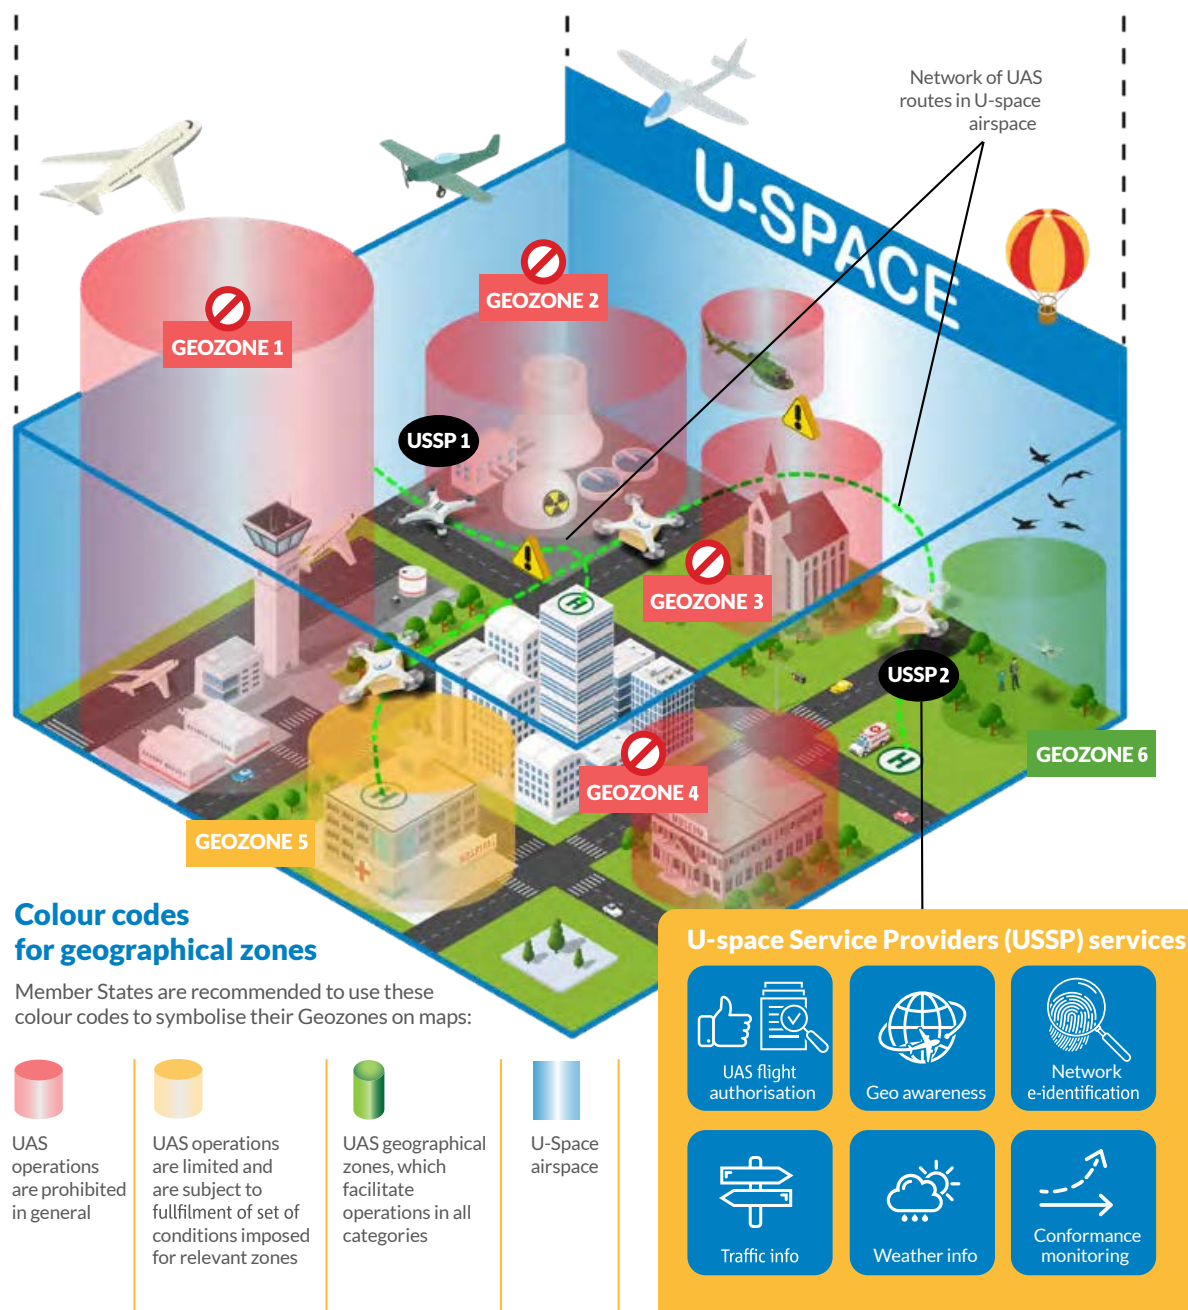 Network of UAS
routes in U-space
airspace
U-SPACE
GEOZONE 2
GEOZONE 1
USSP 1
GEOZONE 3
USSP 2
GEOZONE 6
GEOZONE 4
GEOZONE 5
H
H
H
HOSPITAL
Colour codes
for geographical zones
Member States are recommended to use these
colour codes to symbolise their Geozones on maps:
UAS
operations
are prohibited
in general
UAS operations
are limited and
are subject to
fullfilment of set of
conditions imposed
for relevant zones
UAS geographical
zones, which
facilitate
operations in all
categories
U-Space
airspace
U-space Service Providers (USSP) services
UAS flight
authorisation
Geo awareness
Network
e-identification
Traffic info
Weather info
Conformance
monitoring